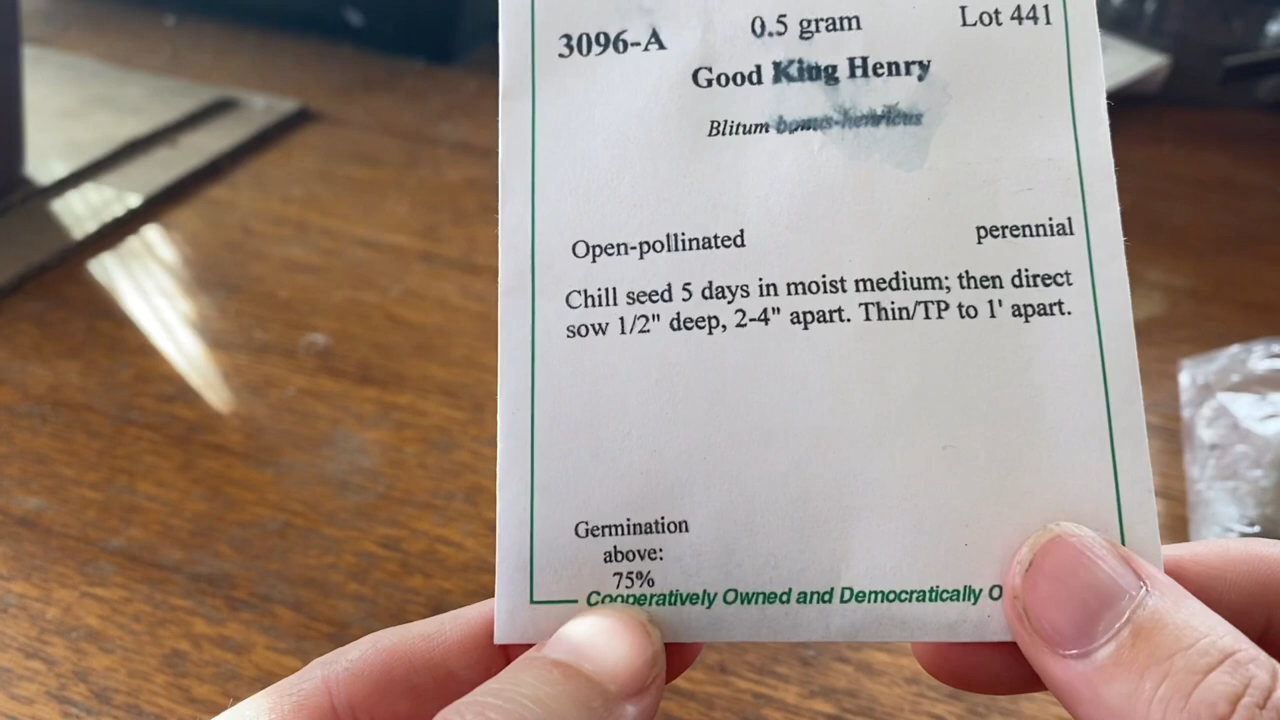 3096-A 0.5 gram Lot 441
Good King Henry
Blitum bonus-henricus
Open-pollinated perennial
Chill seed 5 days in moist medium; then direct
sow 1/2" deep, 2-4" apart. Thin/TP to 1' apart.
Germination
above:
75%
Cooperatively Owned and Democratically O